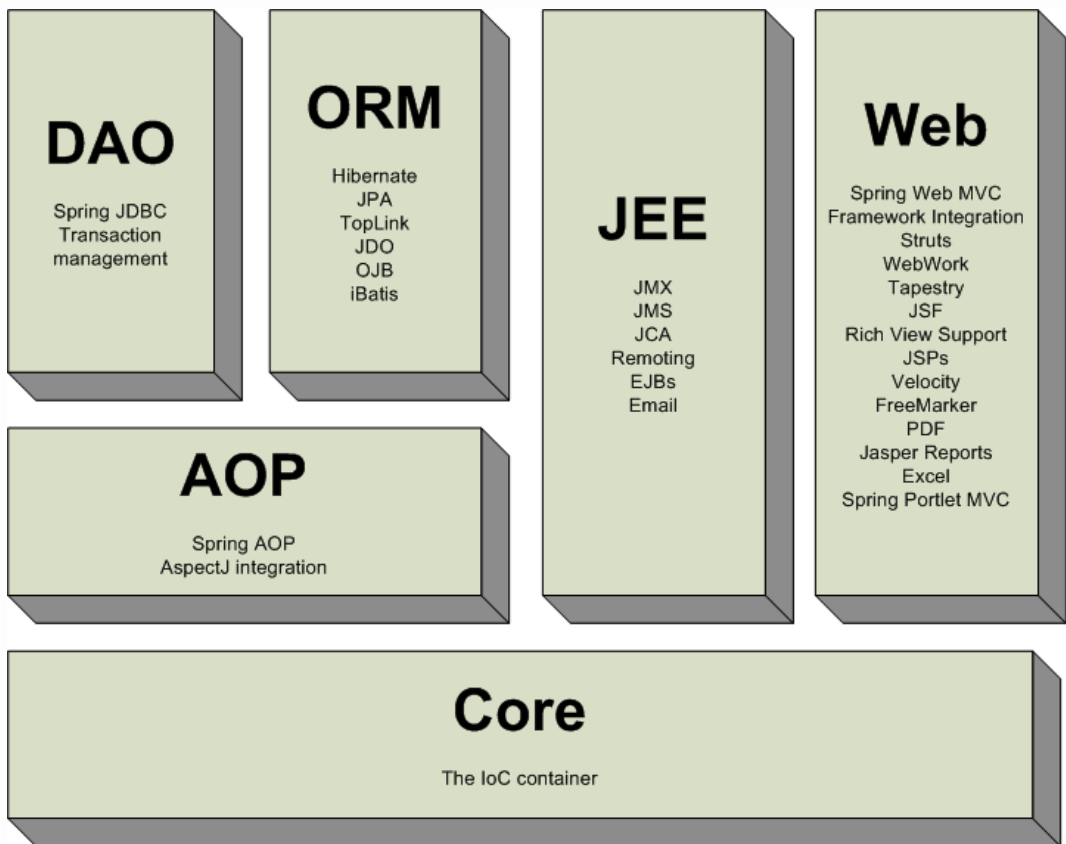 DAO
Spring JDBC
Transaction
management
ORM
Hibernate
JPA
TopLink
JDO
OJB
iBatis
JEE
JMX
JMS
JCA
Remoting
EJBs
Email
Web
Spring Web MVC
Framework Integration
Struts
WebWork
Tapestry
JSF
Rich View Support
JSPs
Velocity
FreeMarker
PDF
Jasper Reports
Excel
Spring Portlet MVC
AOP
Spring AOP
AspectJ integration
Core
The IoC container